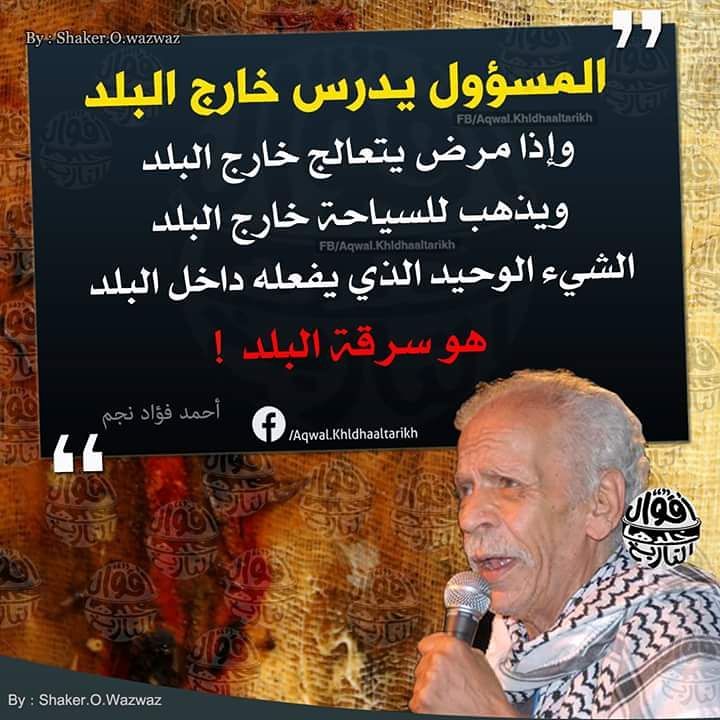 By : Shaker.O.wazwaz
المسؤول يدرس خارج البلد
FB/Aqwal.Khldhaaltarikh
وإذا مرض يتعالج خارج البلد
ويذهب للسياحة خارج البلد
FB/Aqwal.Khldhaaltarikh
الشيء الوحيد الذي يفعله داخل البلد
هو سرقة البلد !
أحمد فؤاد نجم
/Aqwal.Khldhaaltarikh
By : Shaker.O.Wazwaz